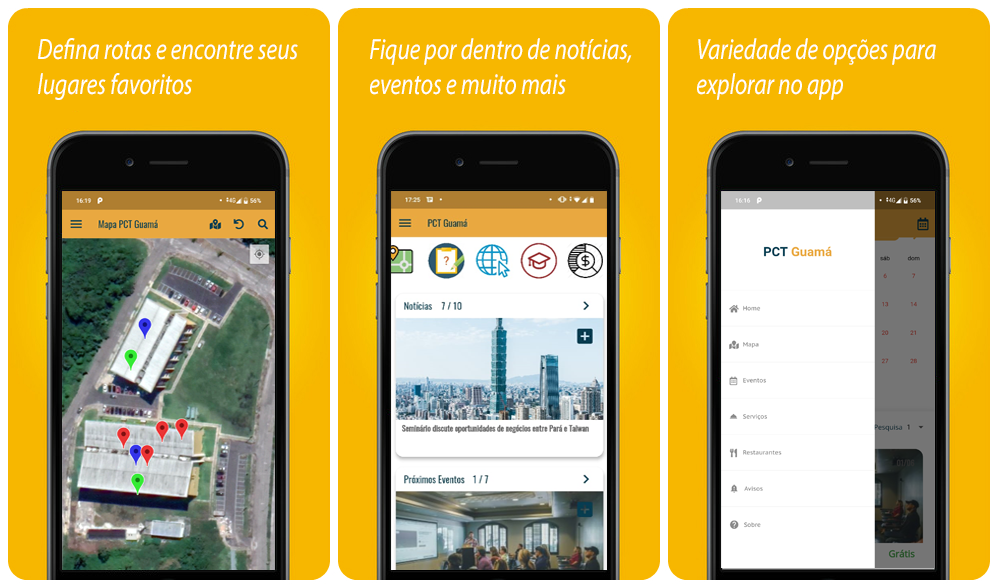 Defina rotas e encontre seus
lugares favoritos
16:19 P 4G 56%
Mapa PCT Guamá
Fique por dentro de notícias,
eventos e muito mais
17:25
PCT Guamá
?
$
Notícias 7 / 10
Seminário discute oportunidades de negócios entre Pará e Taiwan
Próximos Eventos 1 / 7
Variedade de opções para
explorar no app
16:16 P 4G 56%
PCT Guamá
Home
Mapa
Eventos
Serviços
Restaurantes
Avisos
Sobre
sáb dom
6 7
13 14
20 21
27 28
Pesquisa 1
Grátis